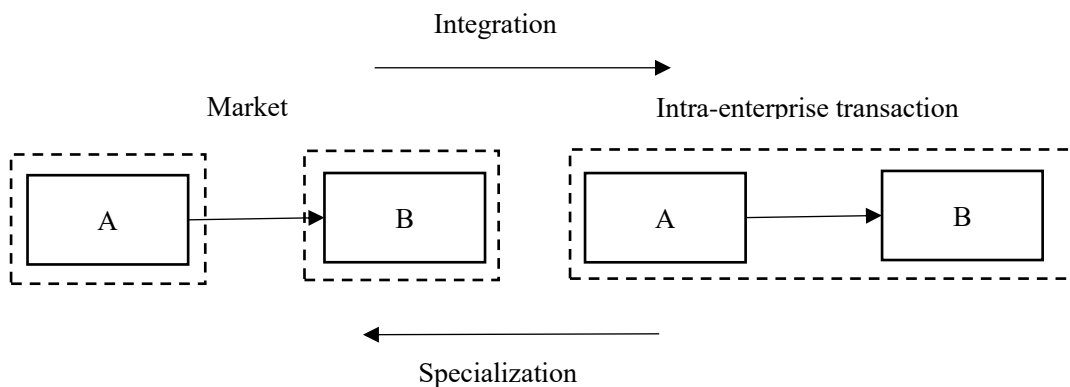 Integration
Market
Intra-enterprise transaction
A
B
A
B
Specialization